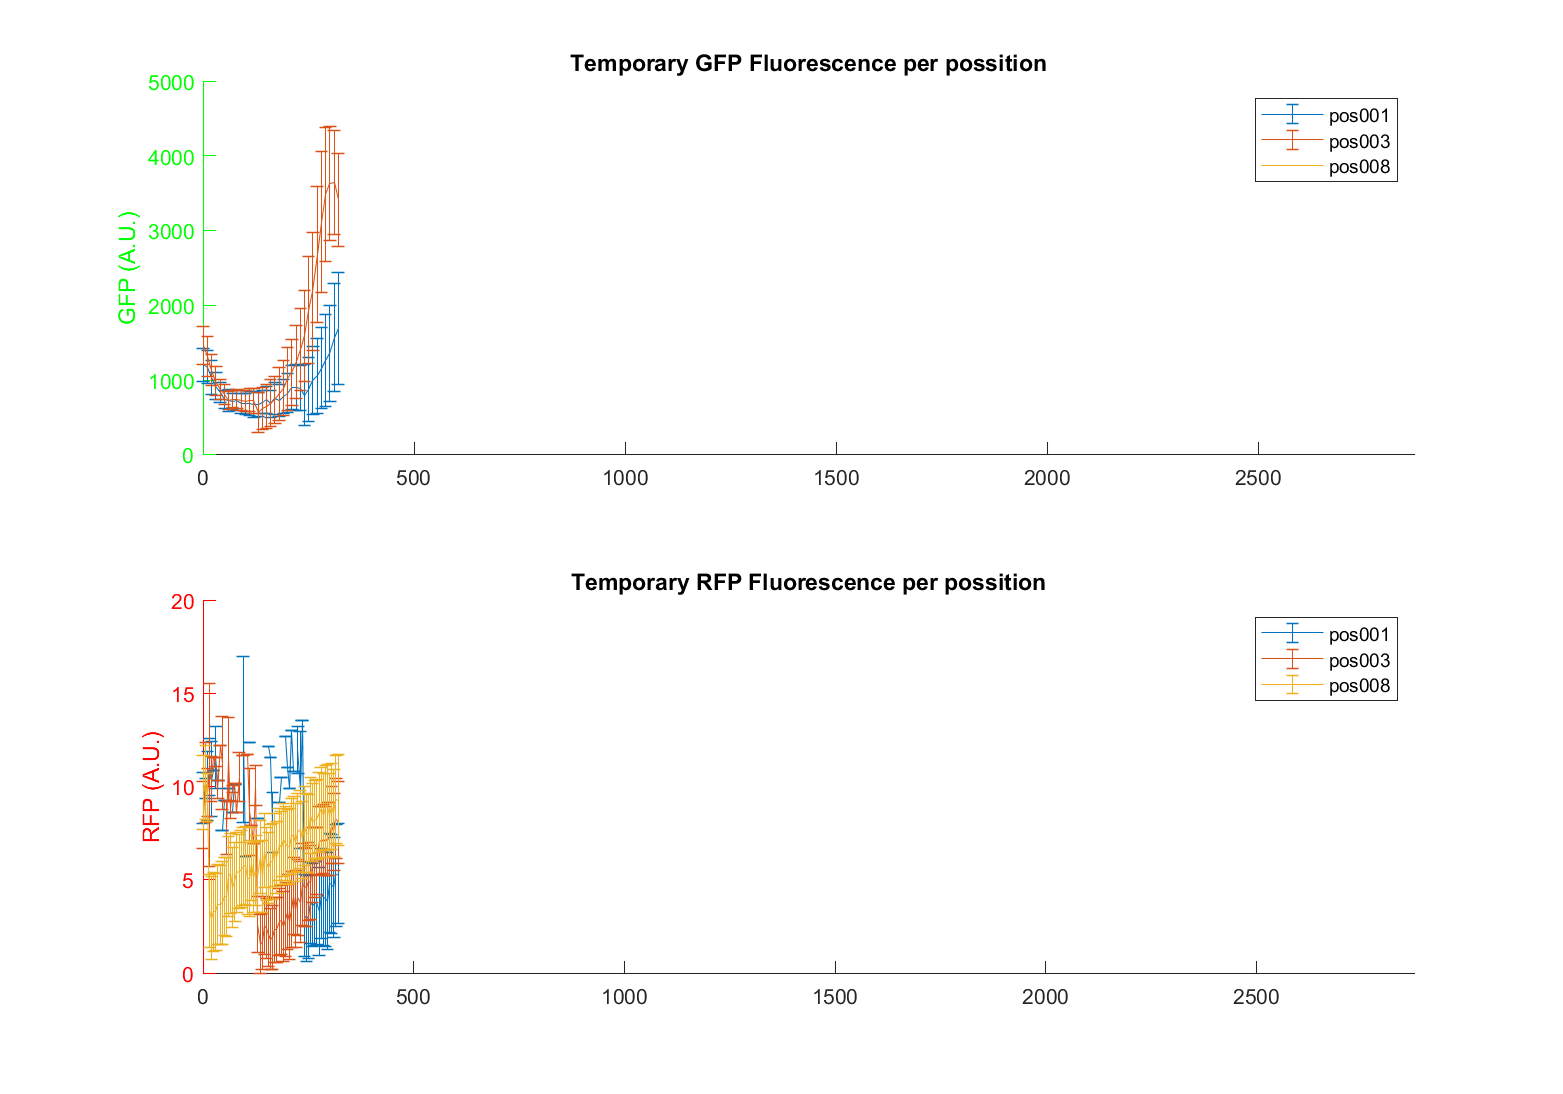 Temporary GFP Fluorescence per possition
5000
4000
3000
2000
1000
0
GFP (A.U.)
pos001
pos003
pos008
0 500 1000 1500 2000 2500
Temporary RFP Fluorescence per possition
20
15
10
5
0
RFP (A.U.)
pos001
pos003
pos008
0 500 1000 1500 2000 2500